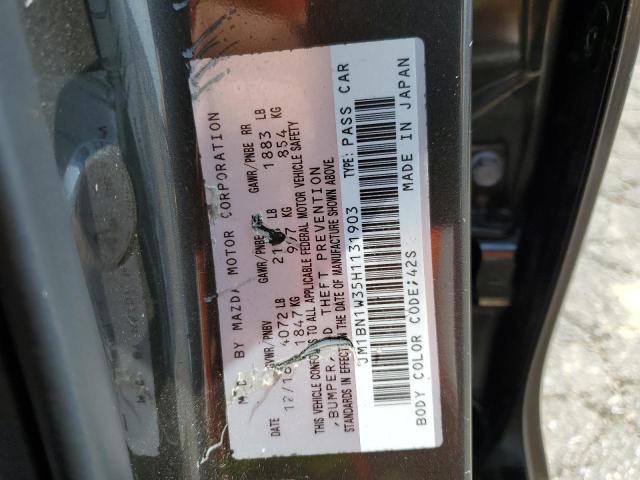 BY MAZDA MOTOR CORPORATION
DATE GVWR/PNBV GAWR/PNBE GAWR/PNBE RR
12/16 4072 LB LB 1883 LB
1847 KG KG 854 KG
THIS VEHICLE CONFORMS TO ALL APPLICABLE FEDERAL MOTOR VEHICLE SAFETY
, BUMPER, THEFT PREVENTION
STANDARDS IN EFFECT ON THE DATE OF MANUFACTURE SHOWN ABOVE.
JM1BN1W35H1131903 TYPE: PASS CAR
BODY COLOR CODE;42S MADE IN JAPAN